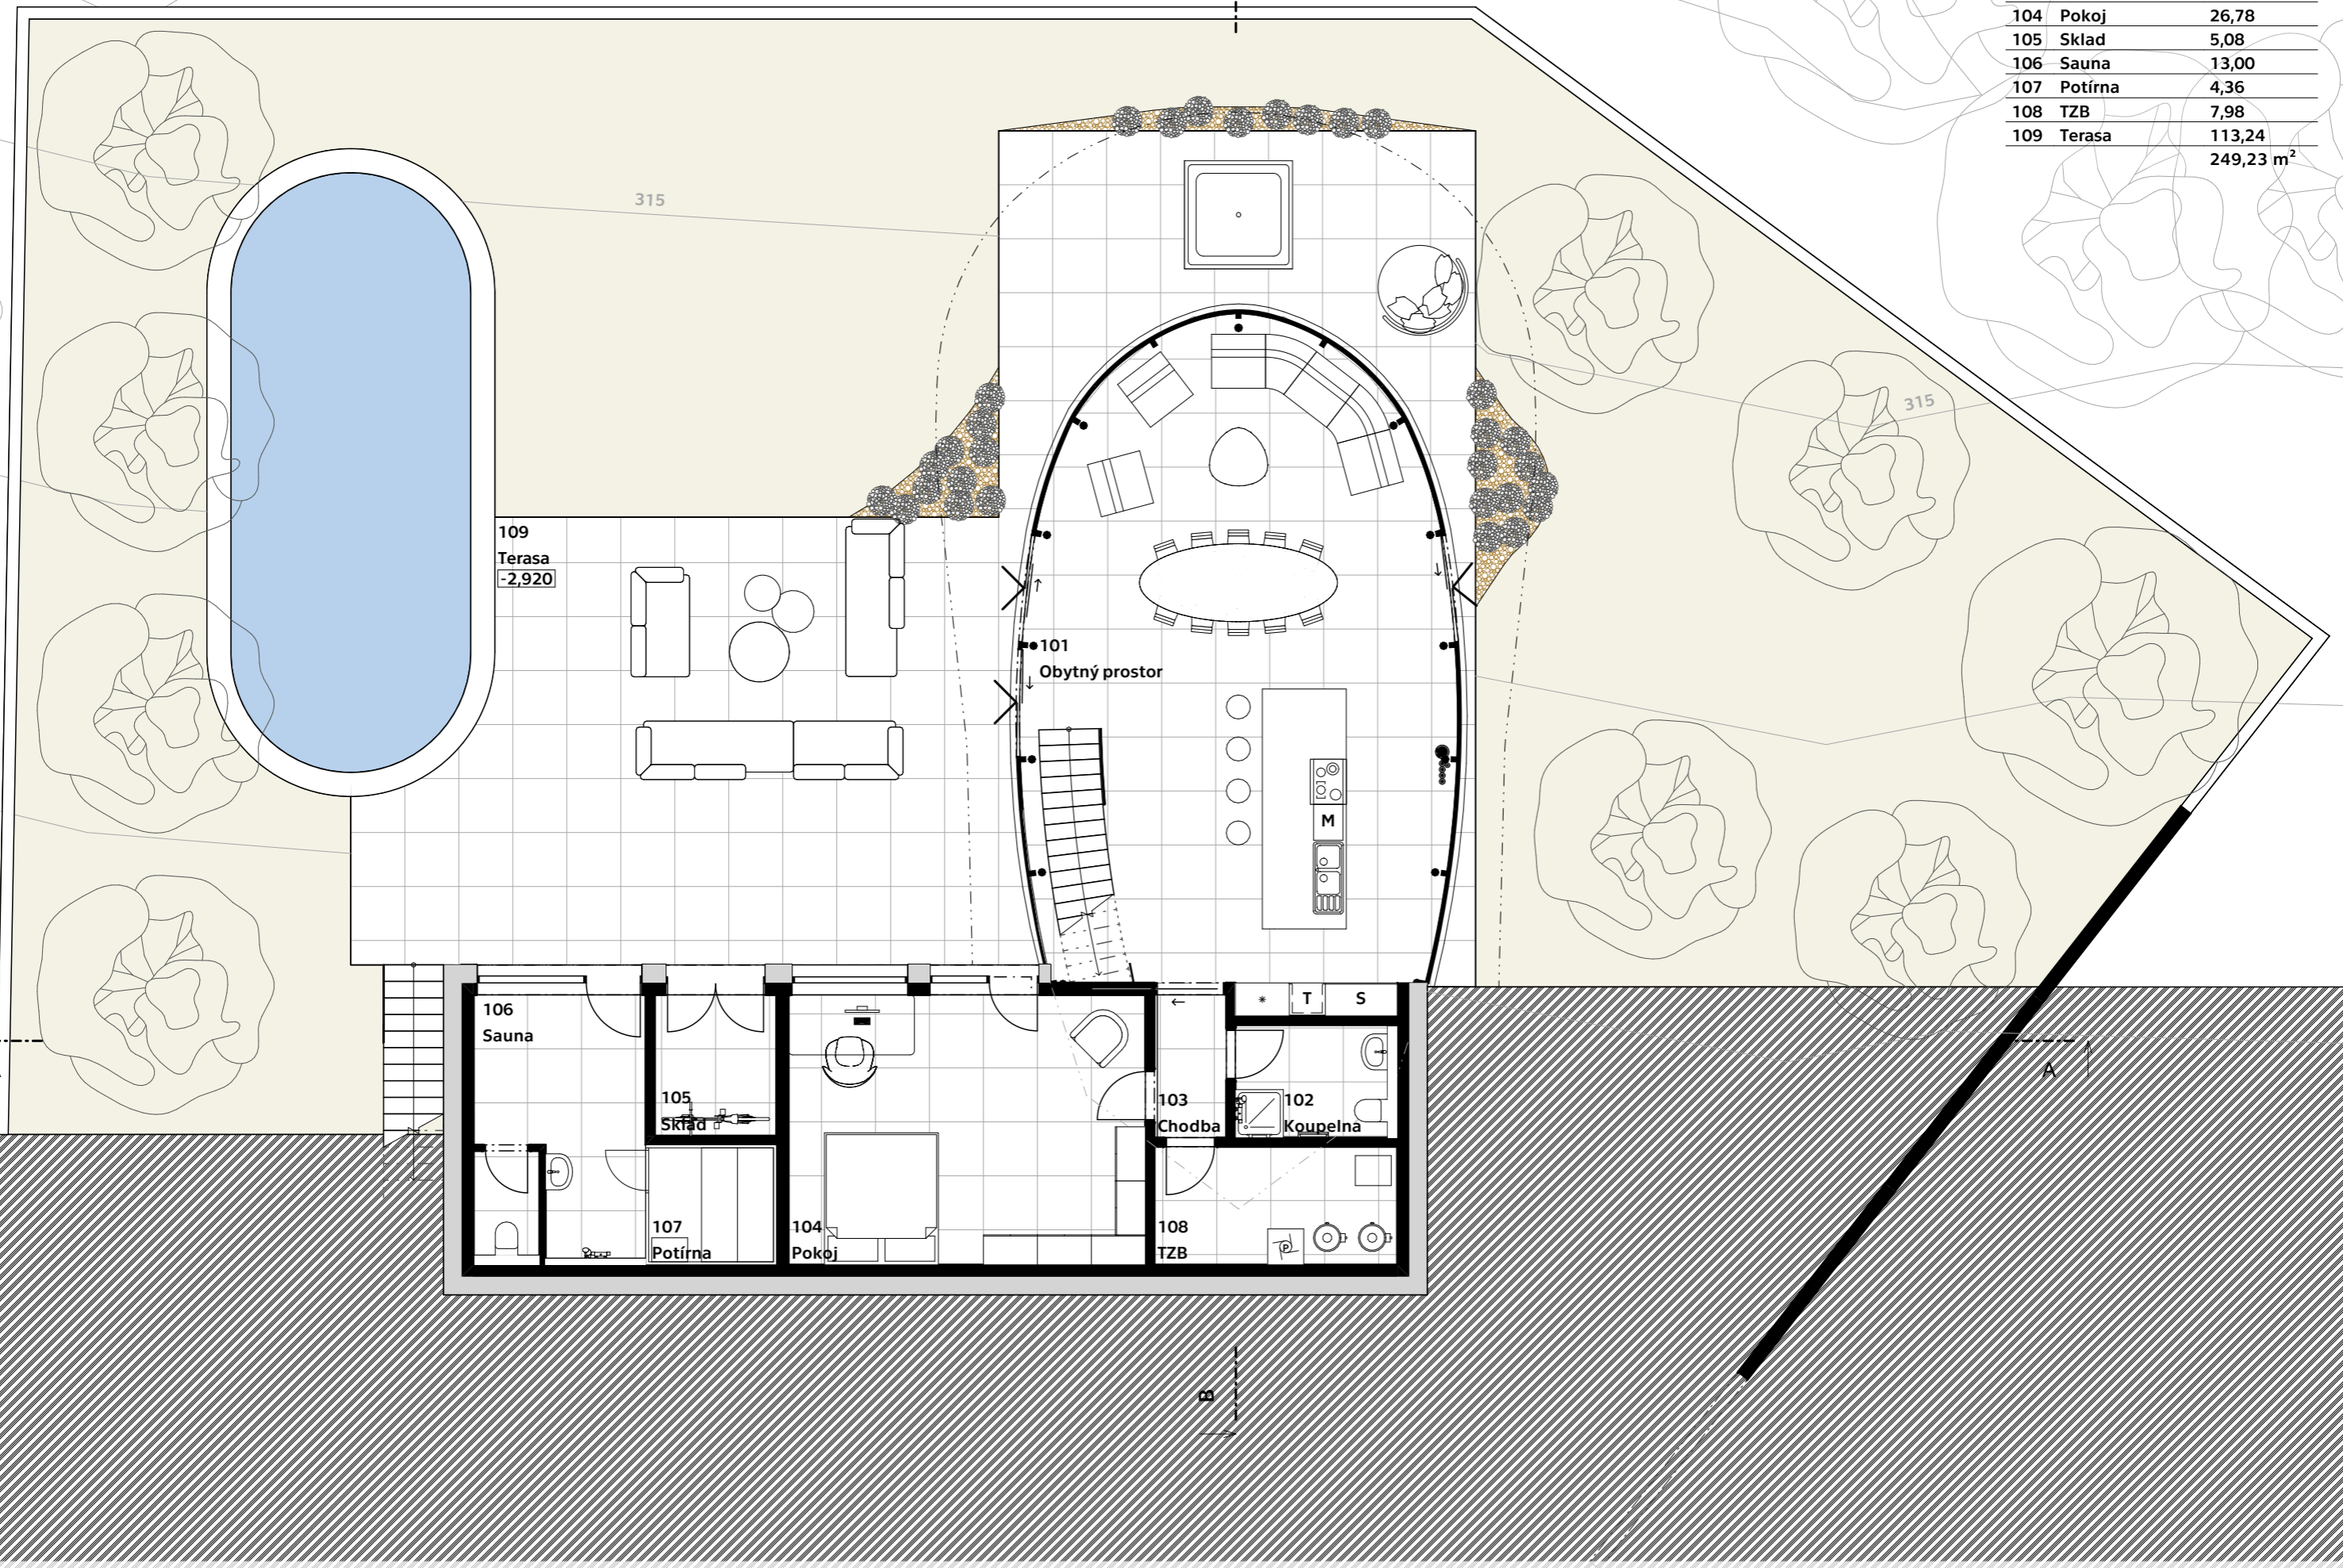 104 Pokoj 26,78
105 Sklad 5,08
106 Sauna 13,00
107 Potírna 4,36
108 TZB 7,98
109 Terasa 113,24
249,23 m²
315
315
109
Terasa
-2,920
101
Obytný prostor
M
* T S
106
Sauna
105
Sklad
103
Chodba
102
Koupelna
107
Potírna
104
Pokoj
108
TZB
P
A
B